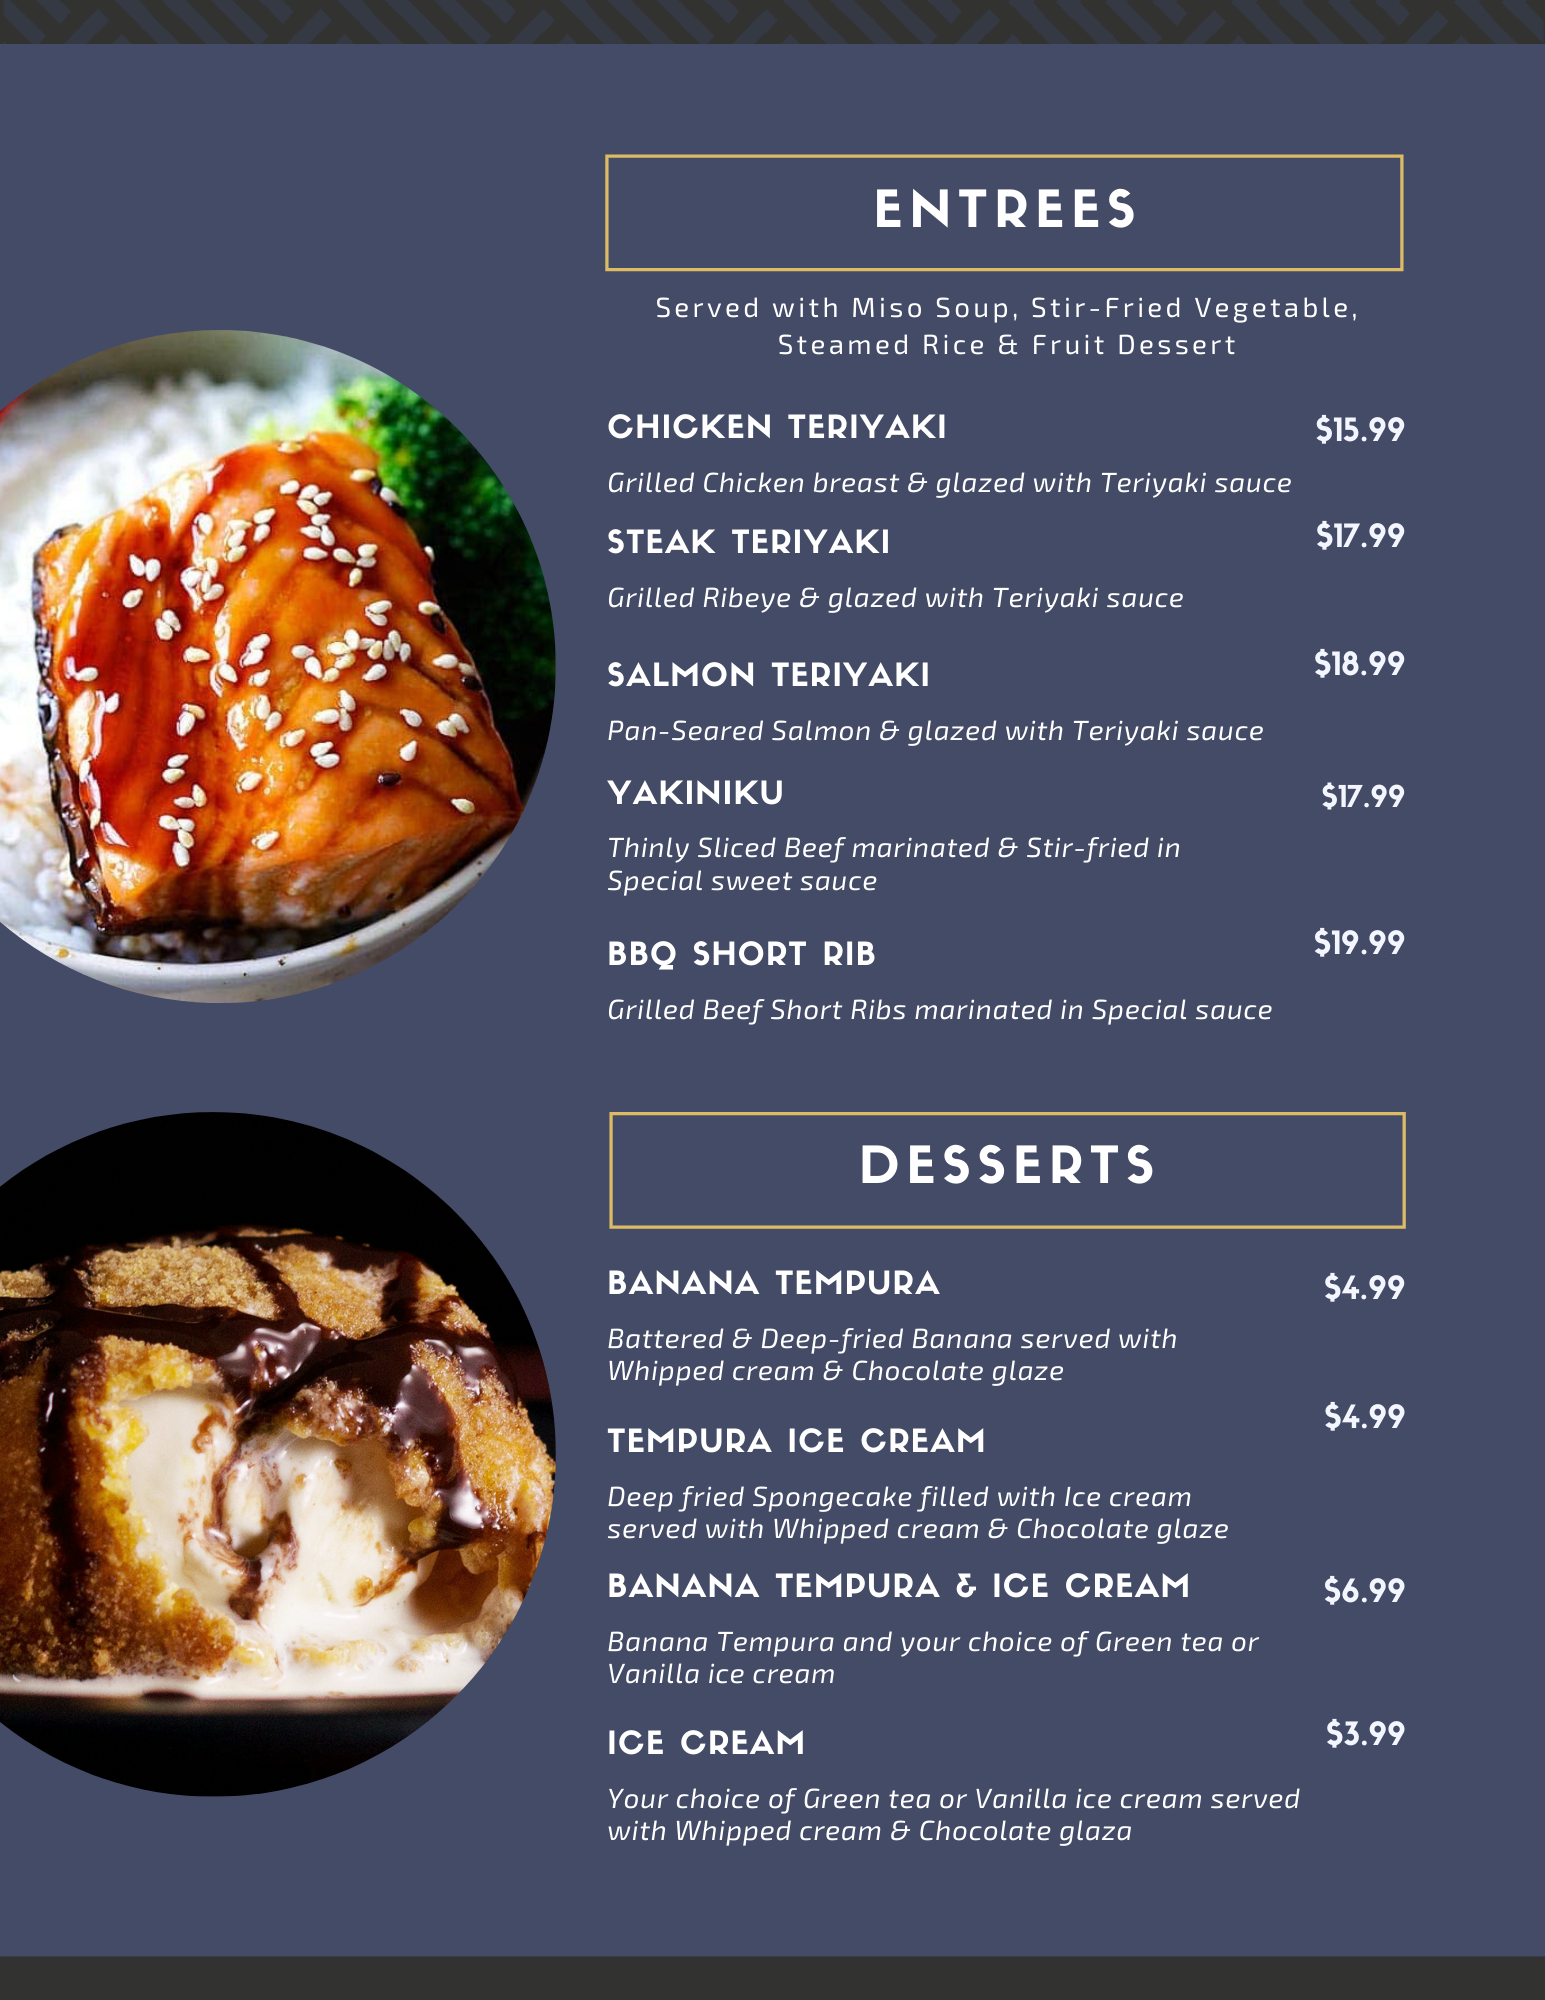 ENTREES
Served with Miso Soup, Stir-Fried Vegetable,
Steamed Rice & Fruit Dessert
CHICKEN TERIYAKI $15.99
Grilled Chicken breast & glazed with Teriyaki sauce
STEAK TERIYAKI $17.99
Grilled Ribeye & glazed with Teriyaki sauce
SALMON TERIYAKI $18.99
Pan-Seared Salmon & glazed with Teriyaki sauce
YAKINIKU $17.99
Thinly Sliced Beef marinated & Stir-fried in
Special sweet sauce
BBQ SHORT RIB $19.99
Grilled Beef Short Ribs marinated in Special sauce
DESSERTS
BANANA TEMPURA $4.99
Battered & Deep-fried Banana served with
Whipped cream & Chocolate glaze
TEMPURA ICE CREAM $4.99
Deep fried Spongecake filled with Ice cream
served with Whipped cream & Chocolate glaze
BANANA TEMPURA & ICE CREAM $6.99
Banana Tempura and your choice of Green tea or
Vanilla ice cream
ICE CREAM $3.99
Your choice of Green tea or Vanilla ice cream served
with Whipped cream & Chocolate glaza